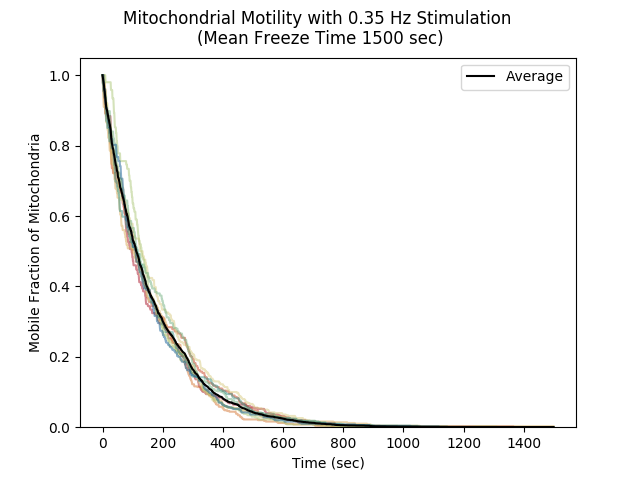 Mitochondrial Motility with 0.35 Hz Stimulation
(Mean Freeze Time 1500 sec)
Average
Mobile Fraction of Mitochondria
1.0
0.8
0.6
0.4
0.2
0.0
0 200 400 600 800 1000 1200 1400
Time (sec)